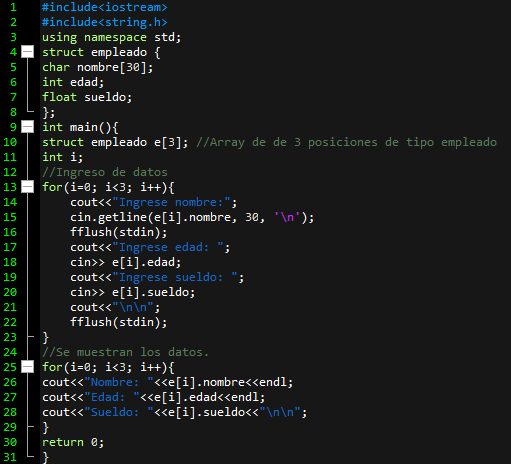 1 #include<iostream>
2 #include<string.h>
3 using namespace std;
4 struct empleado {
5 char nombre[30];
6 int edad;
7 float sueldo;
8 };
9 int main(){
10 struct empleado e[3]; //Array de de 3 posiciones de tipo empleado
11 int i;
12 //Ingreso de datos
13 for(i=0; i<3; i++){
14     cout<<"Ingrese nombre:";
15     cin.getline(e[i].nombre, 30, '\n');
16     fflush(stdin);
17     cout<<"Ingrese edad: ";
18     cin>> e[i].edad;
19     cout<<"Ingrese sueldo: ";
20     cin>> e[i].sueldo;
21     cout<<"\n\n";
22     fflush(stdin);
23 }
24 //Se muestran los datos.
25 for(i=0; i<3; i++){
26 cout<<"Nombre: "<<e[i].nombre<<endl;
27 cout<<"Edad: "<<e[i].edad<<endl;
28 cout<<"Sueldo: "<<e[i].sueldo<<"\n\n";
29 }
30 return 0;
31 }